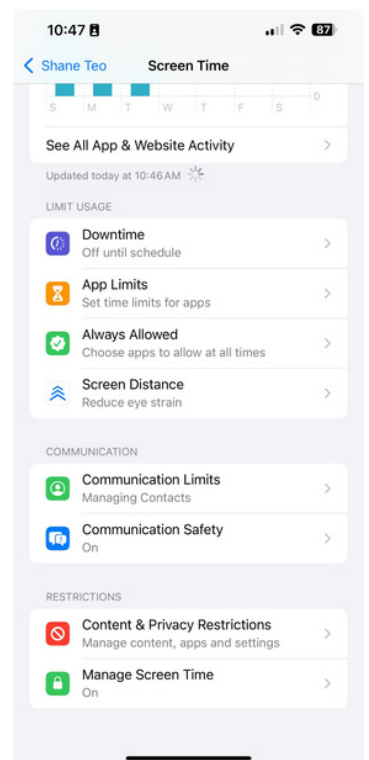 10:47
87
Shane Teo
Screen Time
0
S M T W T F S
See All App & Website Activity
Updated today at 10:46 AM
LIMIT USAGE
Downtime
Off until schedule
App Limits
Set time limits for apps
Always Allowed
Choose apps to allow at all times
Screen Distance
Reduce eye strain
COMMUNICATION
Communication Limits
Managing Contacts
Communication Safety
On
RESTRICTIONS
Content & Privacy Restrictions
Manage content, apps and settings
Manage Screen Time
On